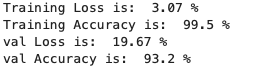 Training Loss is:  3.07 %
Training Accuracy is:  99.5 %
val Loss is:  19.67 %
val Accuracy is:  93.2 %